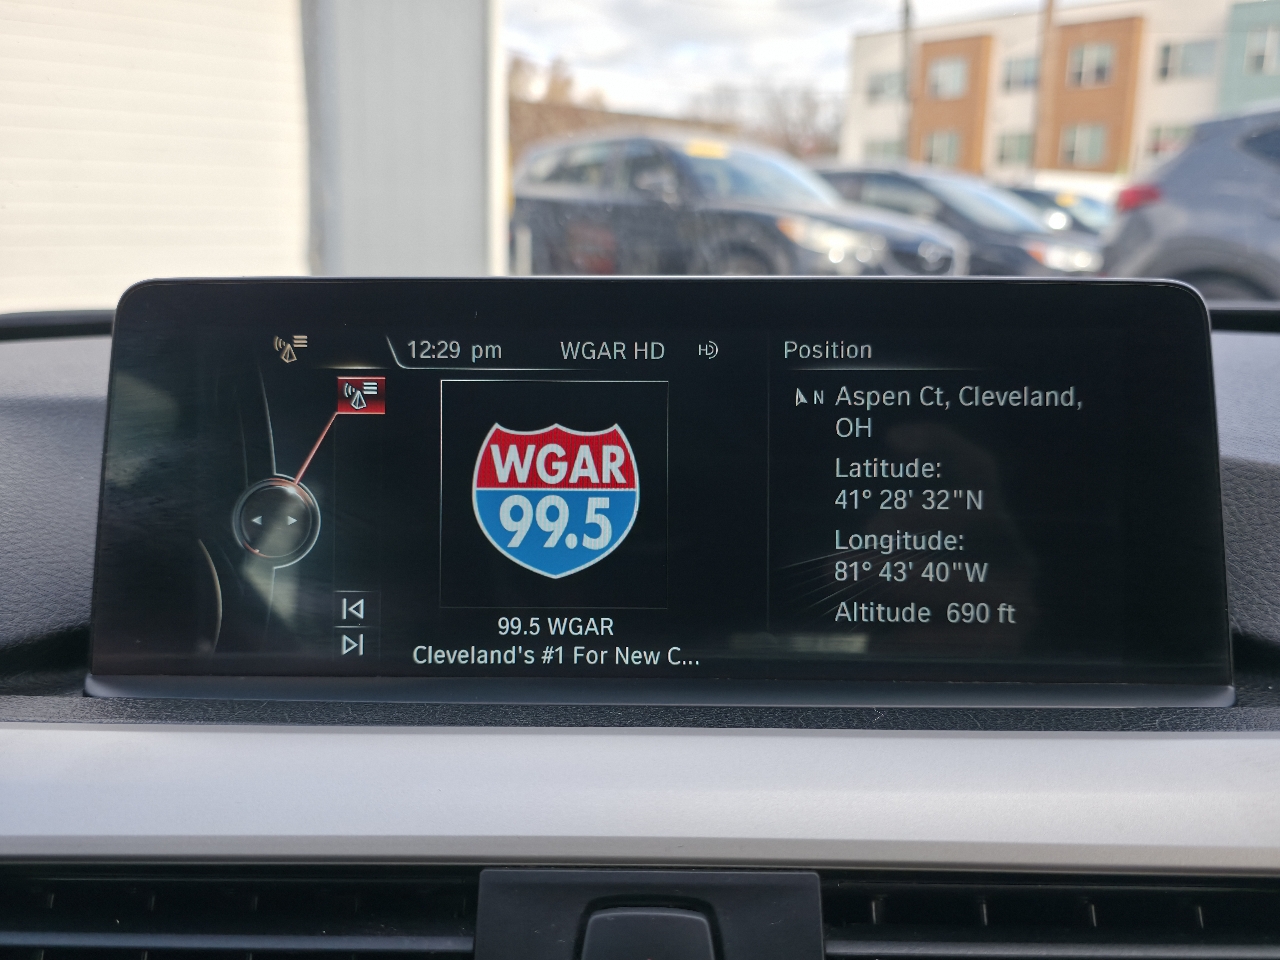 12:29 pm
WGAR HD
HD
WGAR
99.5
99.5 WGAR
Cleveland's #1 For New C...
Position
N Aspen Ct, Cleveland,
OH
Latitude:
41° 28' 32"N
Longitude:
81° 43' 40"W
Altitude 690 ft